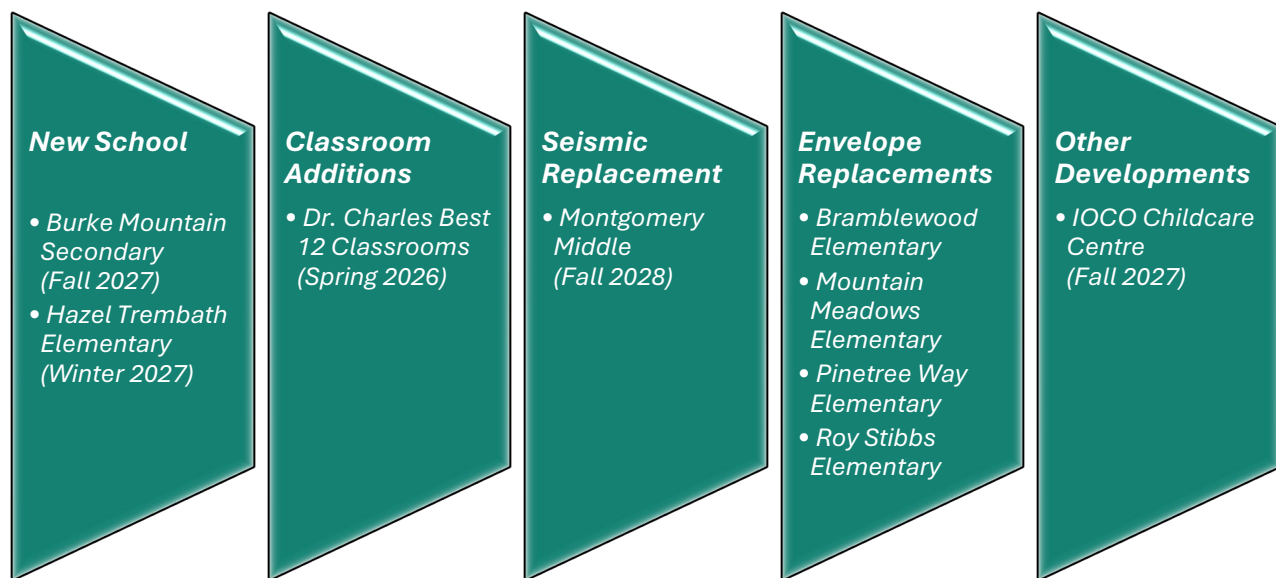 New School
• Burke Mountain
Secondary
(Fall 2027)
• Hazel Trembath
Elementary
(Winter 2027)
Classroom
Additions
• Dr. Charles Best
12 Classrooms
(Spring 2026)
Seismic
Replacement
• Montgomery
Middle
(Fall 2028)
Envelope
Replacements
• Bramblewood
Elementary
• Mountain
Meadows
Elementary
• Pinetree Way
Elementary
• Roy Stibbs
Elementary
Other
Developments
• IOCO Childcare
Centre
(Fall 2027)